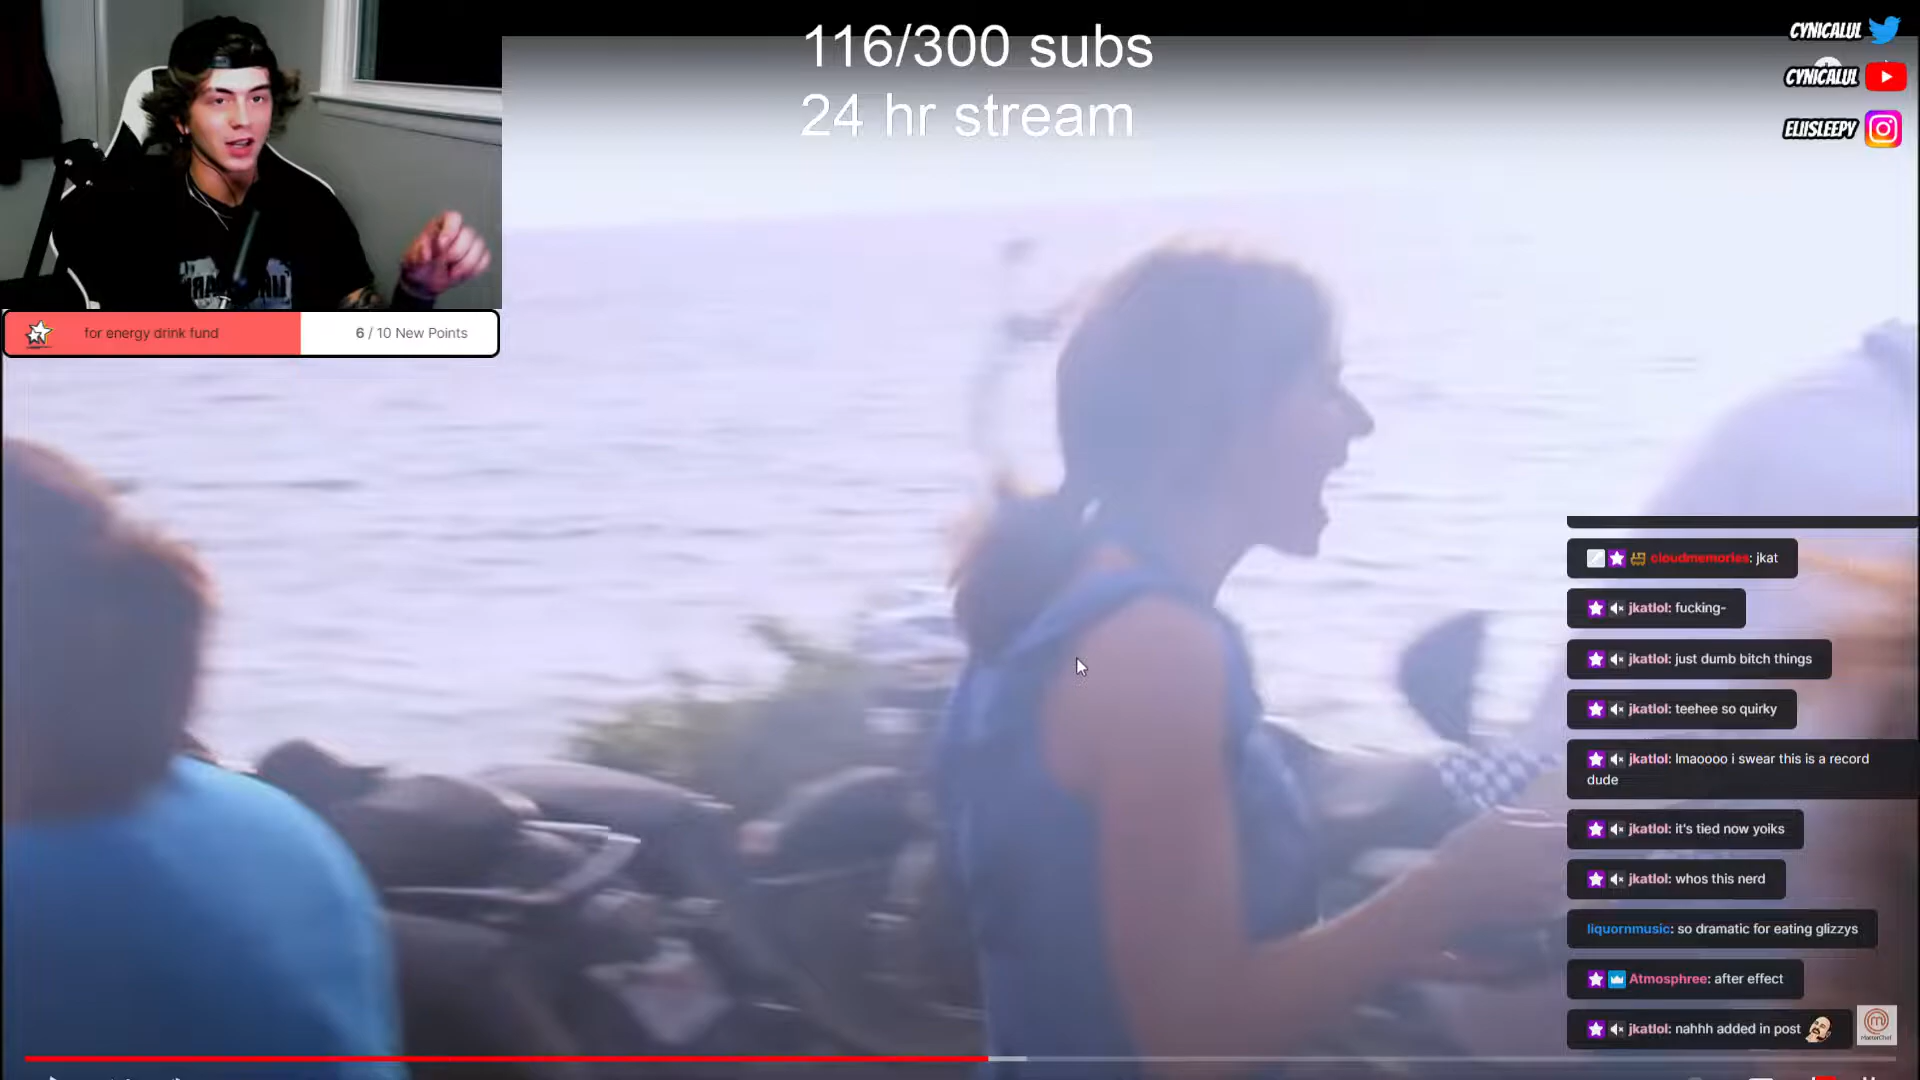 116/300 subs
24 hr stream
CYNICALUL
CYNICALUL
ELIISLEEPY
for energy drink fund
6 / 10 New Points
cloudmemories: jkat
jkatlol: fucking-
jkatlol: just dumb bitch things
jkatlol: teehee so quirky
jkatlol: lmaoooo i swear this is a record
dude
jkatlol: it's tied now yoiks
jkatlol: whos this nerd
liquornmusic: so dramatic for eating glizzys
Atmosphree: after effect
jkatlol: nahhh added in post
MasterChef